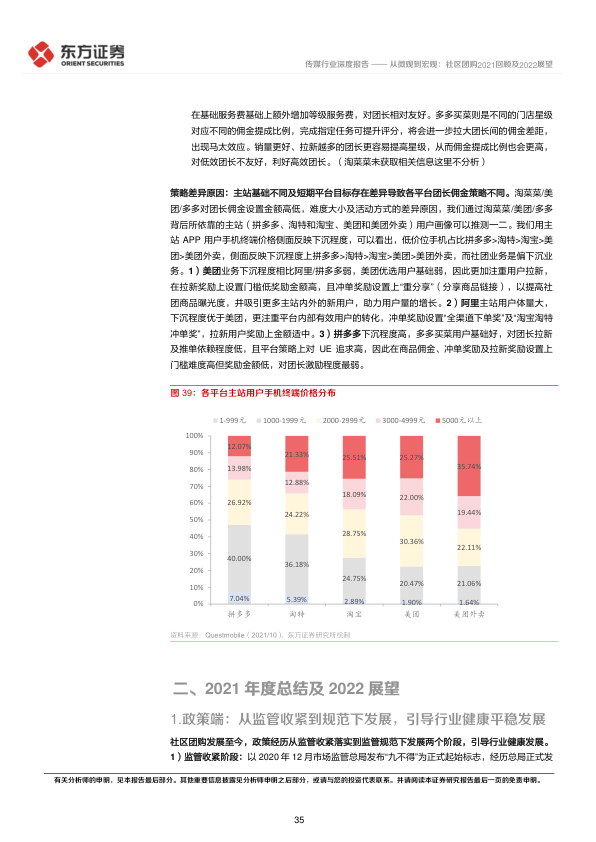 东方证券
ORIENT SECURITIES
传媒行业深度报告 —— 从微观到宏观：社区团购2021回顾及2022展望
在基础服务费基础上额外增加等级服务费，对团长相对友好。多多买菜则是不同的门店星级
对应不同的佣金提成比例，完成指定任务可提升评分，将会进一步拉大团长间的佣金差距，
出现马太效应。销量更好、拉新越多的团长更容易提高星级，从而佣金提成比例也会更高，
对低效团长不友好，利好高效团长。（淘菜菜未获取相关信息这里不分析）
策略差异原因：主站基础不同及短期平台目标存在差异导致各平台团长佣金策略不同。淘菜菜/美
团/多多对团长佣金设置金额高低，难度大小及活动方式的差异原因，我们通过淘菜菜/美团/多多
背后所依靠的主站（拼多多、淘特和淘宝、美团和美团外卖）用户画像可以推测一二。我们用主
站 APP 用户手机终端价格侧面反映下沉程度，可以看出，低价位手机占比拼多多>淘特>淘宝>美
团>美团外卖，侧面反映下沉程度上拼多多>淘特>淘宝>美团>美团外卖，而社团业务是偏下沉业
务。1）美团业务下沉程度相比阿里/拼多多弱，美团优选用户基础弱，因此更加注重用户拉新，
在拉新奖励上设置门槛低奖励金额高，且冲单奖励设置上“重分享”（分享商品链接），以提高社
团商品曝光度，并吸引更多主站内外的新用户，助力用户量的增长。2）阿里主站用户体量大，
下沉程度优于美团，更注重平台内部有效用户的转化，冲单奖励设置“全渠道下单奖”及“淘宝淘特
冲单奖”，拉新用户奖励上金额适中。3）拼多多下沉程度高，多多买菜用户基础好，对团长拉新
及推单依赖程度低，且平台策略上对 UE 追求高，因此在商品佣金、冲单奖励及拉新奖励设置上
门槛难度高但奖励金额低，对团长激励程度最弱。
图 39：各平台主站用户手机终端价格分布
1-999元 1000-1999元 2000-2999元 3000-4999元 5000元以上
100% 12.07% 21.33% 25.51% 25.27% 35.74%
90%
80% 13.98% 12.88% 18.09% 22.00% 19.44%
70%
60% 26.92% 24.22% 28.75% 30.36% 22.11%
50%
40%
30% 40.00% 36.18% 24.75% 20.47% 21.06%
20%
10% 7.04% 5.39% 2.89% 1.90% 1.64%
0%
拼多多 淘特 淘宝 美团 美团外卖
资料来源：Questmobile（2021/10）、东方证券研究所绘制
二、2021 年度总结及 2022 展望
1.政策端：从监管收紧到规范下发展，引导行业健康平稳发展
社区团购发展至今，政策经历从监管收紧落实到监管规范下发展两个阶段，引导行业健康发展。
1）监管收紧阶段：以 2020 年 12 月市场监管总局发布“九不得”为正式起始标志，经历总局正式发
有关分析师的申明，见本报告最后部分。其他重要信息披露见分析师申明之后部分，或请与您的投资代表联系。并请阅读本证券研究报告最后一页的免责申明。
35